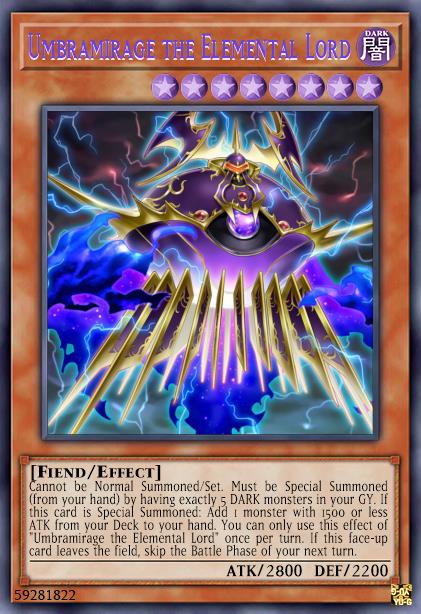 Umbramirage the Elemental Lord
DARK
闇
[Fiend/Effect]
Cannot be Normal Summoned/Set. Must be Special Summoned
(from your hand) by having exactly 5 DARK monsters in your GY. If
this card is Special Summoned: Add 1 monster with 1500 or less
ATK from your Deck to your hand. You can only use this effect of
"Umbramirage the Elemental Lord" once per turn. If this face-up
card leaves the field, skip the Battle Phase of your next turn.
ATK/2800 DEF/2200
59281822